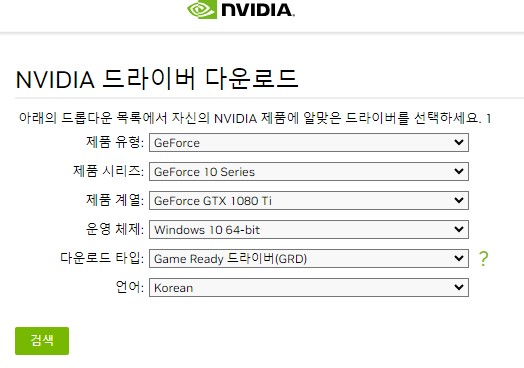 NVIDIA.
NVIDIA 드라이버 다운로드
아래의 드롭다운 목록에서 자신의 NVIDIA 제품에 알맞은 드라이버를 선택하세요. 1
제품 유형: GeForce
제품 시리즈: GeForce 10 Series
제품 계열: GeForce GTX 1080 Ti
운영 체제: Windows 10 64-bit
다운로드 타입: Game Ready 드라이버(GRD) ?
언어: Korean
검색